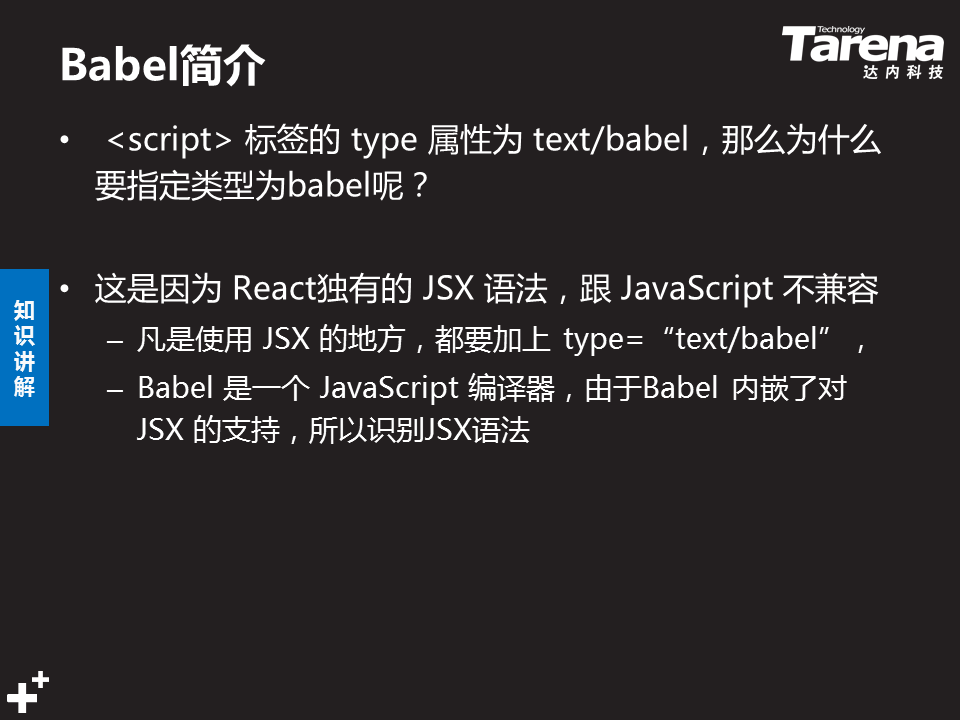 Babel简介
Technology
Tarena
达内科技
• <script> 标签的 type 属性为 text/babel，那么为什么
要指定类型为babel呢？
• 这是因为 React独有的 JSX 语法，跟 JavaScript 不兼容
– 凡是使用 JSX 的地方，都要加上 type=“text/babel”，
– Babel 是一个 JavaScript 编译器，由于Babel 内嵌了对
JSX 的支持，所以识别JSX语法
知
识
讲
解